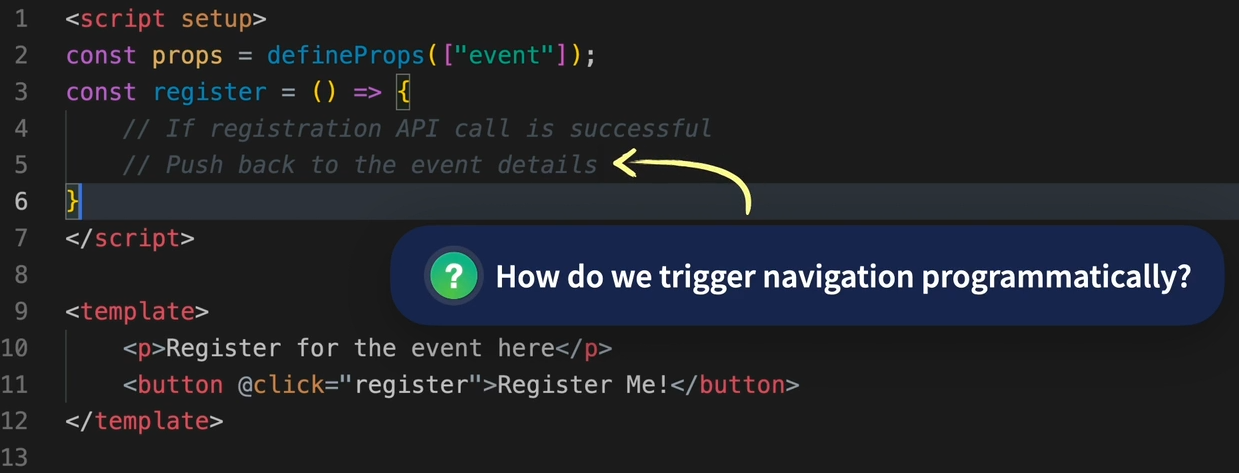 1 <script setup>
2 const props = defineProps(["event"]);
3 const register = () => {
4 // If registration API call is successful
5 // Push back to the event details
6 }
7 </script>
? How do we trigger navigation programmatically?
8
9 <template>
10 <p>Register for the event here</p>
11 <button @click="register">Register Me!</button>
12 </template>
13